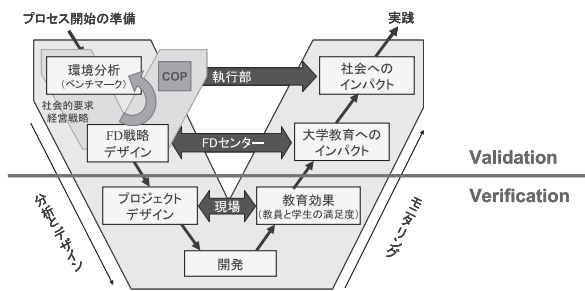 プロセス開始の準備
実践
環境分析
(ベンチマーク)
COP
執行部
社会への
インパクト
社会的要求
経営戦略
FD戦略
デザイン
FDセンター
大学教育への
インパクト
Validation
Verification
プロジェクト
デザイン
現場
教育効果
(教員と学生の満足度)
分析とデザイン
モニタリング
開発